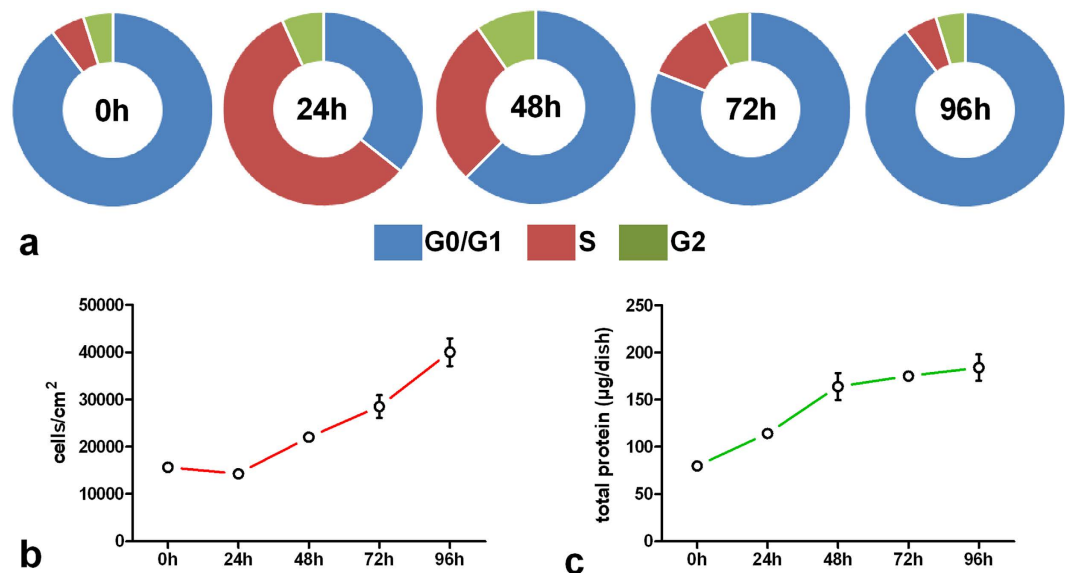 0h 24h 48h 72h 96h
a
G0/G1 S G2
cells/cm²
50000
40000
30000
20000
10000
0
0h 24h 48h 72h 96h
b
total protein (µg/dish)
250
200
150
100
50
0
0h 24h 48h 72h 96h
c